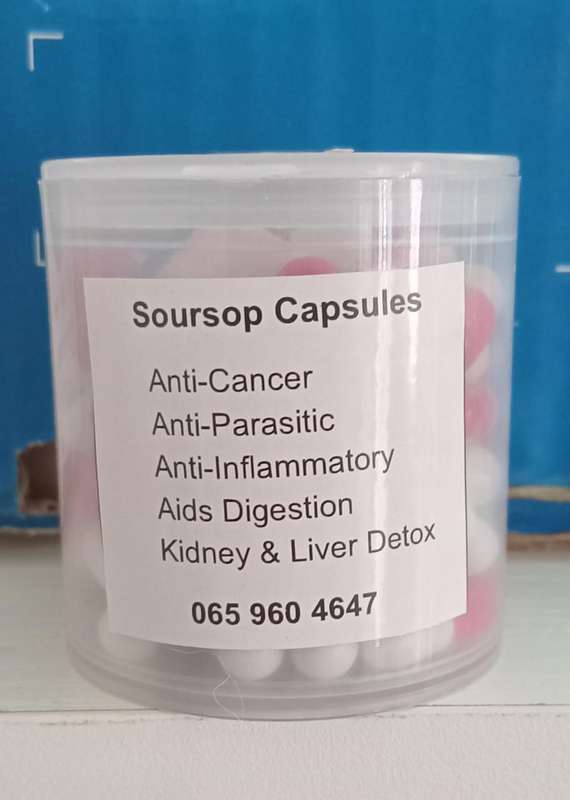 Soursop Capsules
Anti-Cancer
Anti-Parasitic
Anti-Inflammatory
Aids Digestion
Kidney & Liver Detox
065 960 4647